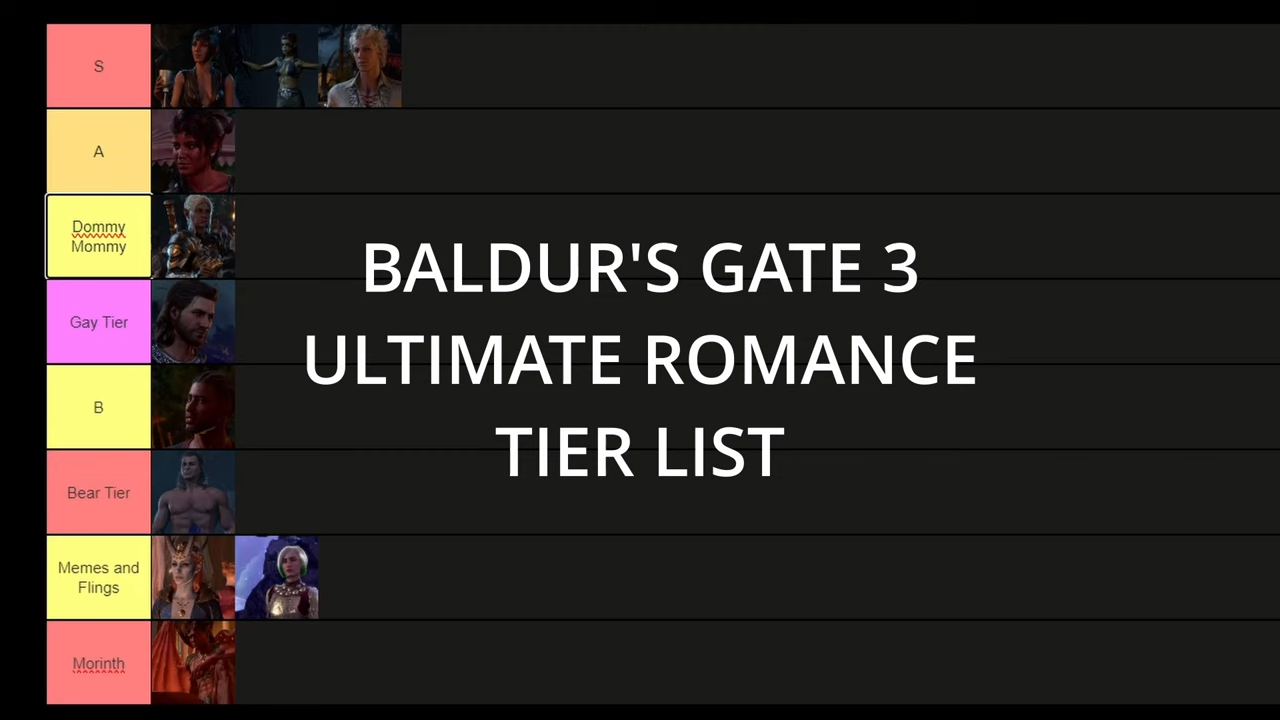 S
A
Dommy
Mommy
Gay Tier
B
Bear Tier
Memes and
Flings
Morinth
BALDUR'S GATE 3
ULTIMATE ROMANCE
TIER LIST